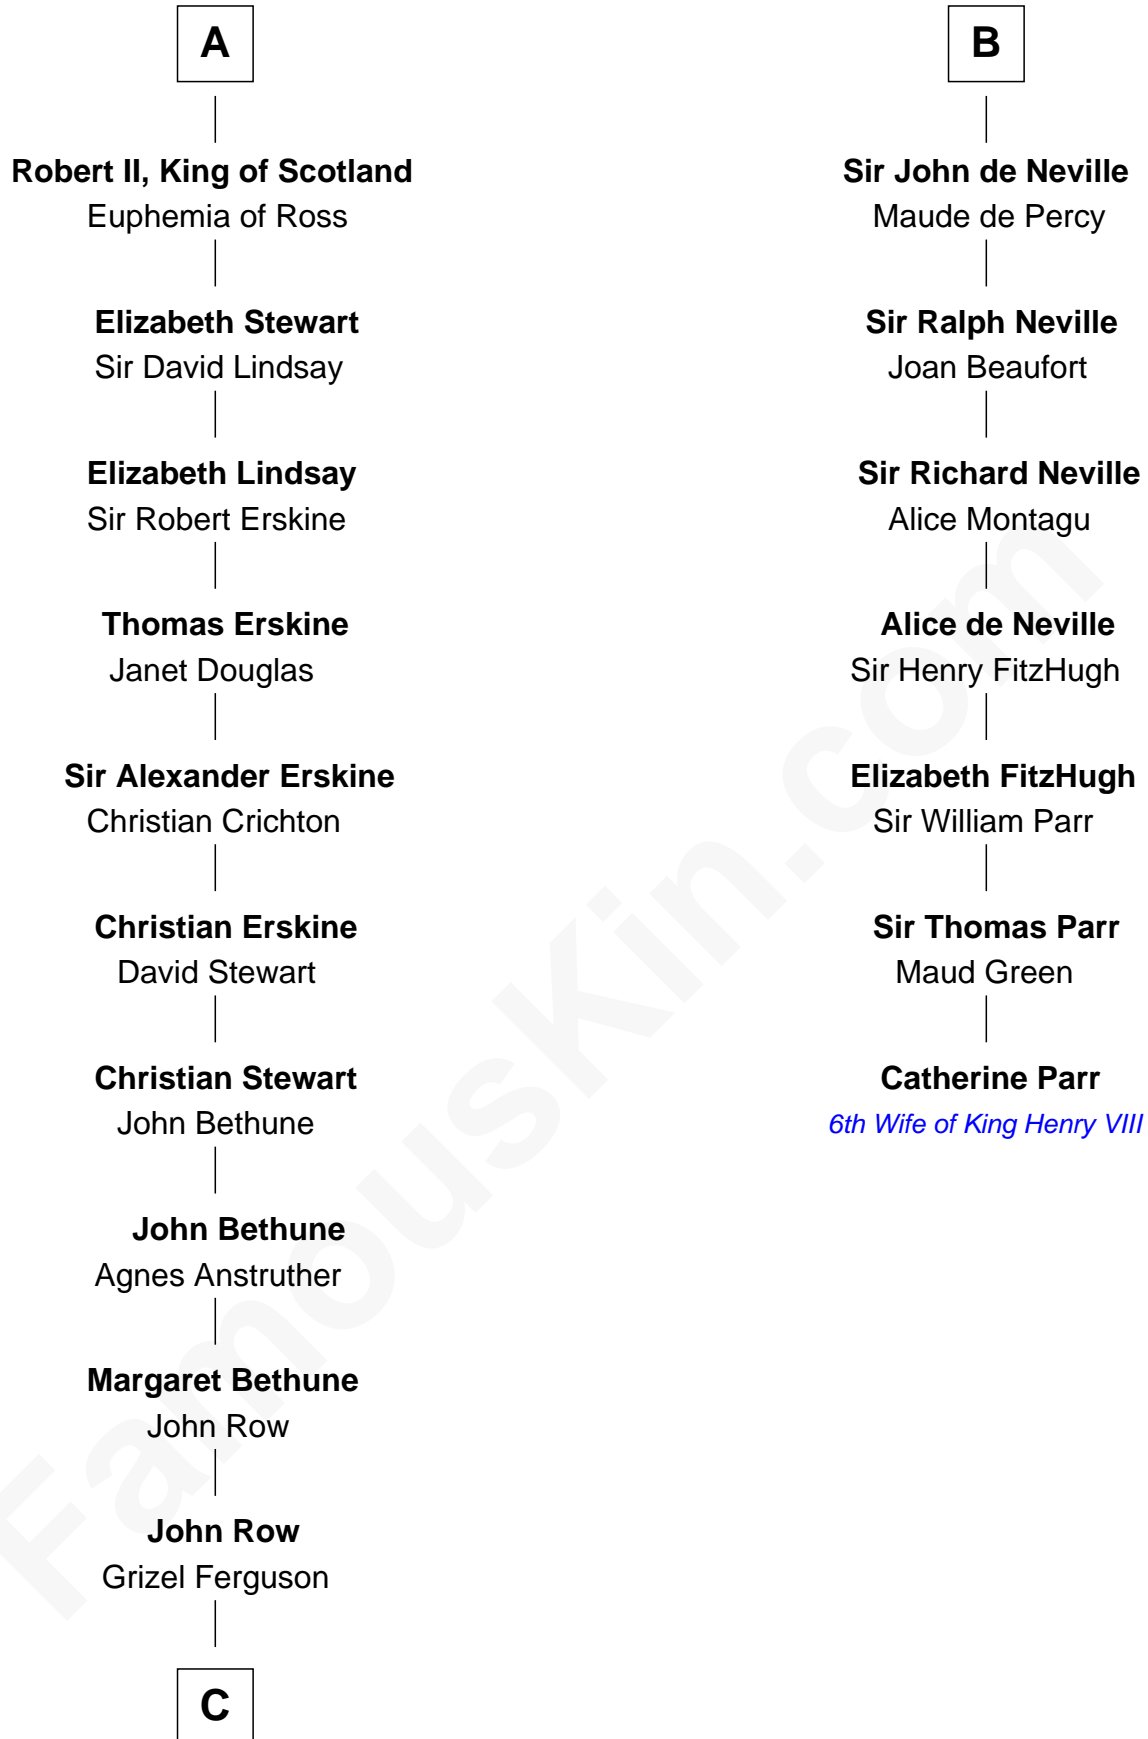 A
Robert II, King of Scotland
Euphemia of Ross
Elizabeth Stewart
Sir David Lindsay
Elizabeth Lindsay
Sir Robert Erskine
Thomas Erskine
Janet Douglas
Sir Alexander Erskine
Christian Crichton
Christian Erskine
David Stewart
Christian Stewart
John Bethune
John Bethune
Agnes Anstruther
Margaret Bethune
John Row
John Row
Grizel Ferguson
C
B
Sir John de Neville
Maude de Percy
Sir Ralph Neville
Joan Beaufort
Sir Richard Neville
Alice Montagu
Alice de Neville
Sir Henry FitzHugh
Elizabeth FitzHugh
Sir William Parr
Sir Thomas Parr
Maud Green
Catherine Parr
6th Wife of King Henry VIII
FamousKin.com